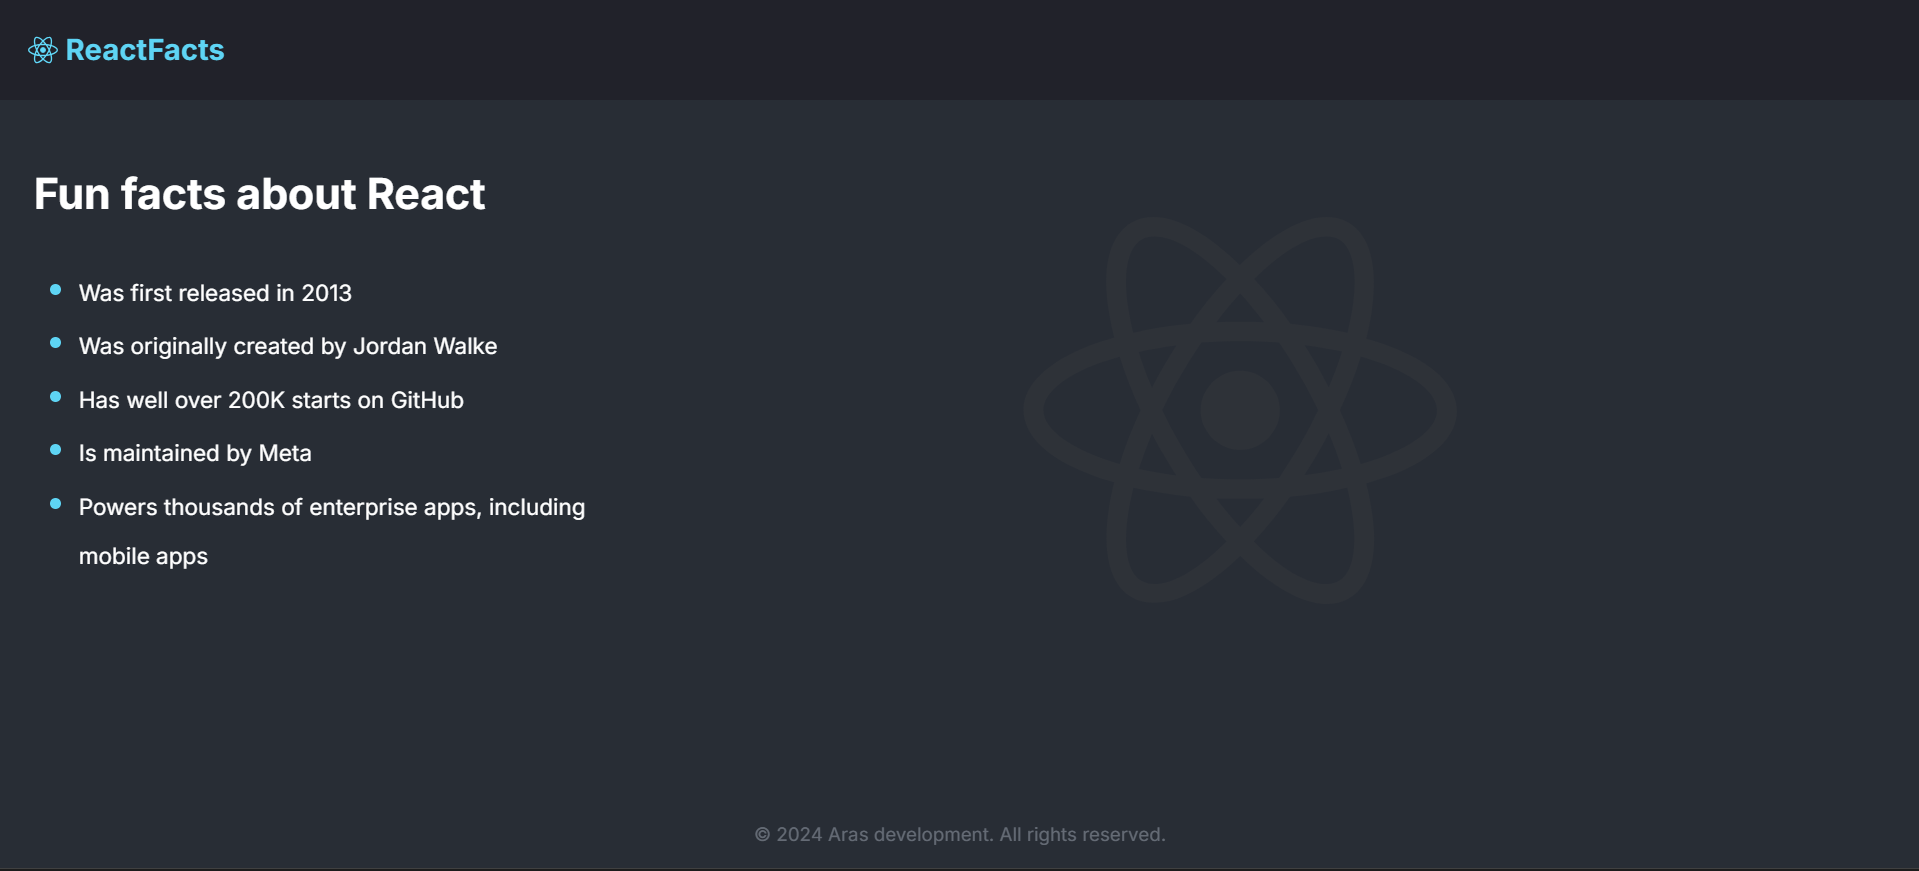 ReactFacts
Fun facts about React
Was first released in 2013
Was originally created by Jordan Walke
Has well over 200K starts on GitHub
Is maintained by Meta
Powers thousands of enterprise apps, including
mobile apps
© 2024 Aras development. All rights reserved.